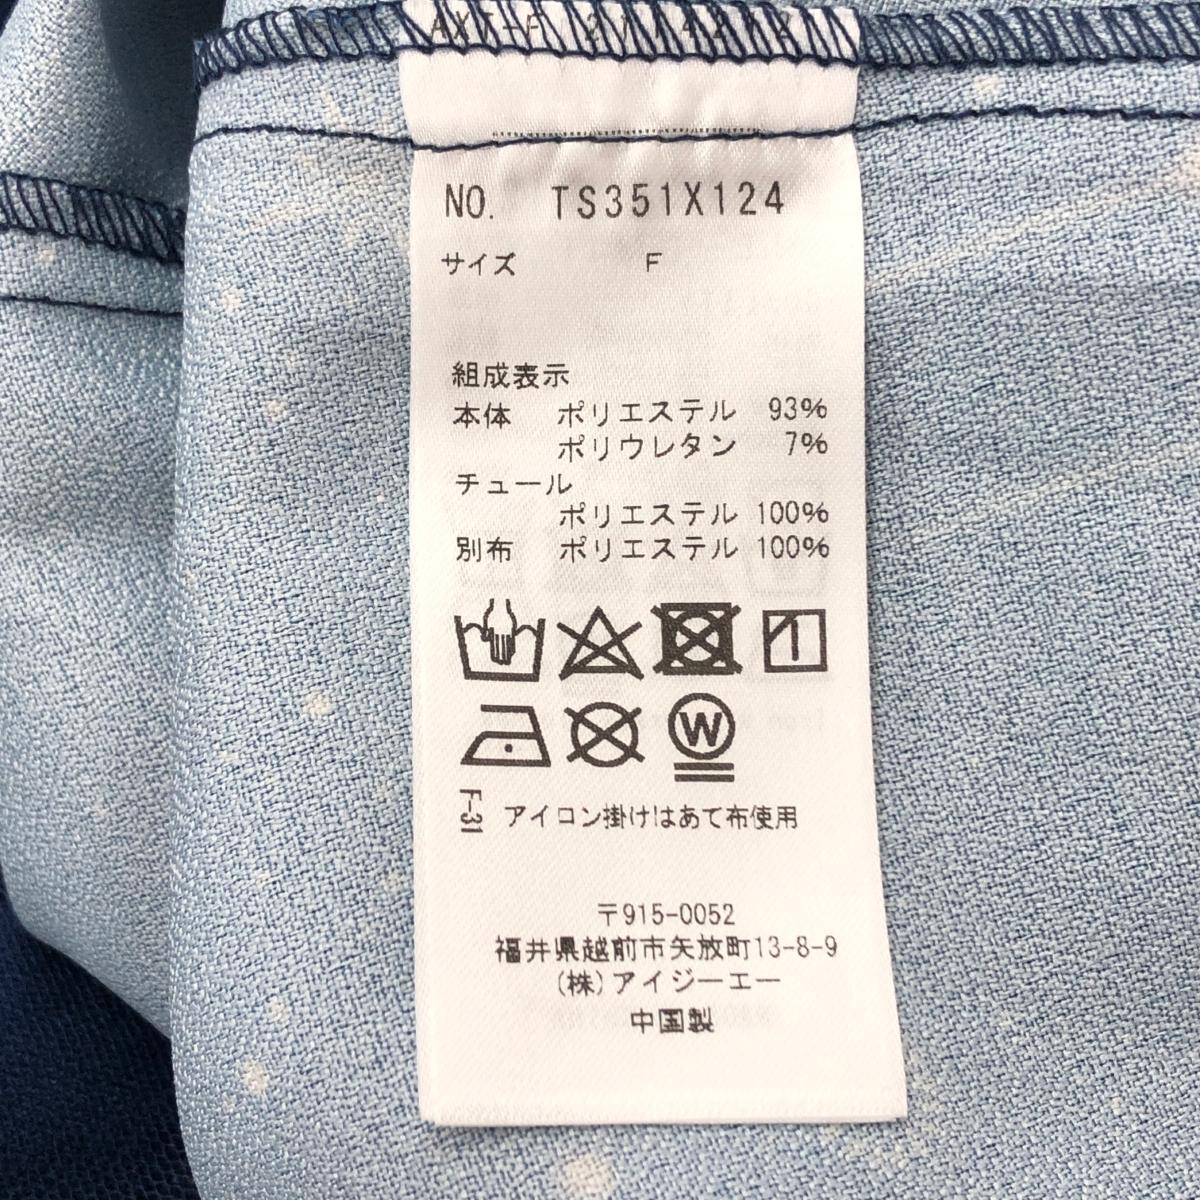 NO. TS351X124
サイズ F
組成表示
本体 ポリエステル 93%
ポリウレタン 7%
チュール
ポリエステル 100%
別布 ポリエステル 100%
W
F-31 アイロン掛けはあて布使用
〒915-0052
福井県越前市矢放町13-8-9
(株)アイジーエー
中国製